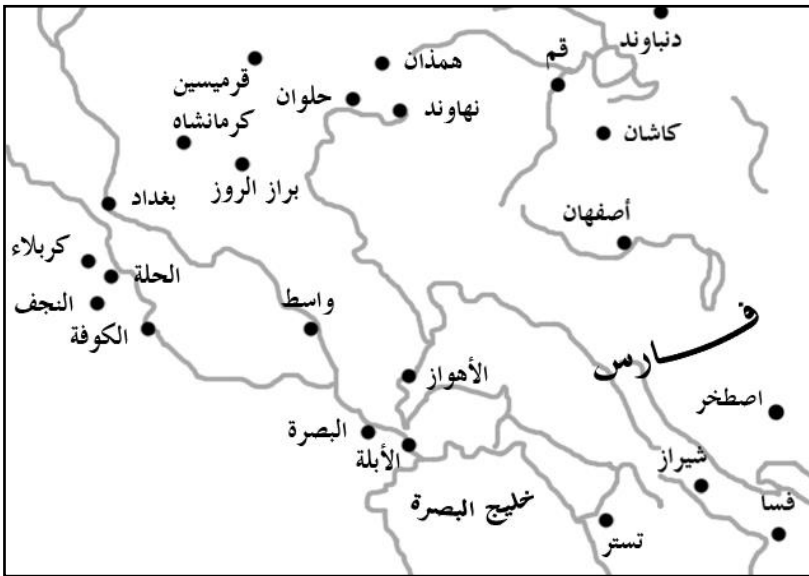 دنباوند
قم
همذان
قرميسين
حلوان
نهاوند
كرمانشاه
كاشان
براز الروز
بغداد
أصفهان
كربلاء
الحلة
النجف
واسط
الكوفة
فارس
الأهواز
اصطخر
البصرة
الأبلة
شيراز
خليج البصرة
فسا
تستر